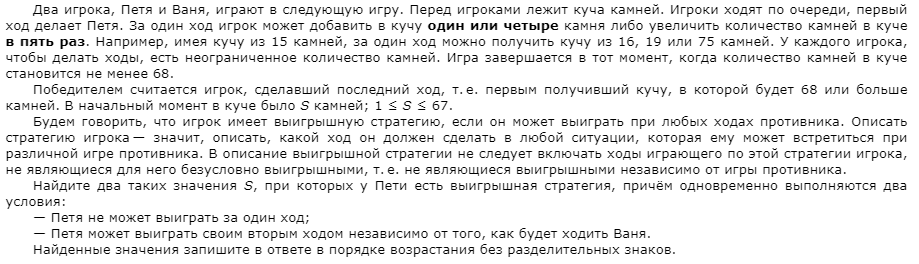 Два игрока, Петя и Ваня, играют в следующую игру. Перед игроками лежит куча камней. Игроки ходят по очереди, первый
ход делает Петя. За один ход игрок может добавить в кучу один или четыре камня либо увеличить количество камней в куче
в пять раз. Например, имея кучу из 15 камней, за один ход можно получить кучу из 16, 19 или 75 камней. У каждого игрока,
чтобы делать ходы, есть неограниченное количество камней. Игра завершается в тот момент, когда количество камней в куче
становится не менее 68.
Победителем считается игрок, сделавший последний ход, т. е. первым получивший кучу, в которой будет 68 или больше
камней. В начальный момент в куче было S камней; 1 ≤ S ≤ 67.
Будем говорить, что игрок имеет выигрышную стратегию, если он может выиграть при любых ходах противника. Описать
стратегию игрока — значит, описать, какой ход он должен сделать в любой ситуации, которая ему может встретиться при
различной игре противника. В описание выигрышной стратегии не следует включать ходы играющего по этой стратегии игрока,
не являющиеся для него безусловно выигрышными, т. е. не являющиеся выигрышными независимо от игры противника.
Найдите два таких значения S, при которых у Пети есть выигрышная стратегия, причём одновременно выполняются два
условия:
— Петя не может выиграть за один ход;
— Петя может выиграть своим вторым ходом независимо от того, как будет ходить Ваня.
Найденные значения запишите в ответе в порядке возрастания без разделительных знаков.